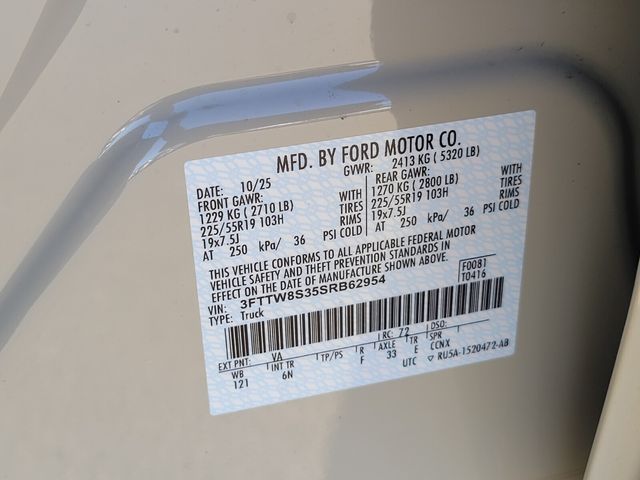 MFD. BY FORD MOTOR CO.
DATE: 10/25 GVWR: 2413 KG ( 5320 LB)
FRONT GAWR: WITH REAR GAWR: WITH
1229 KG ( 2710 LB) TIRES 1270 KG ( 2800 LB) TIRES
225/55R19 103H RIMS 225/55R19 103H RIMS
19x7.5J 19x7.5J
AT 250 kPa/ 36 PSI COLD AT 250 kPa/ 36 PSI COLD
THIS VEHICLE CONFORMS TO ALL APPLICABLE FEDERAL MOTOR
VEHICLE SAFETY AND THEFT PREVENTION STANDARDS IN
EFFECT ON THE DATE OF MANUFACTURE SHOWN ABOVE.
F0081
T0416
VIN: 3FTTW8S35SRB62954
TYPE: Truck
EXT PNT: VA RC: 72 DSO:
WB INT TR TP/PS R AXLE TR SPR
121 6N F 33 E CCNX
UTC ▽ RU5A-1520472-AB